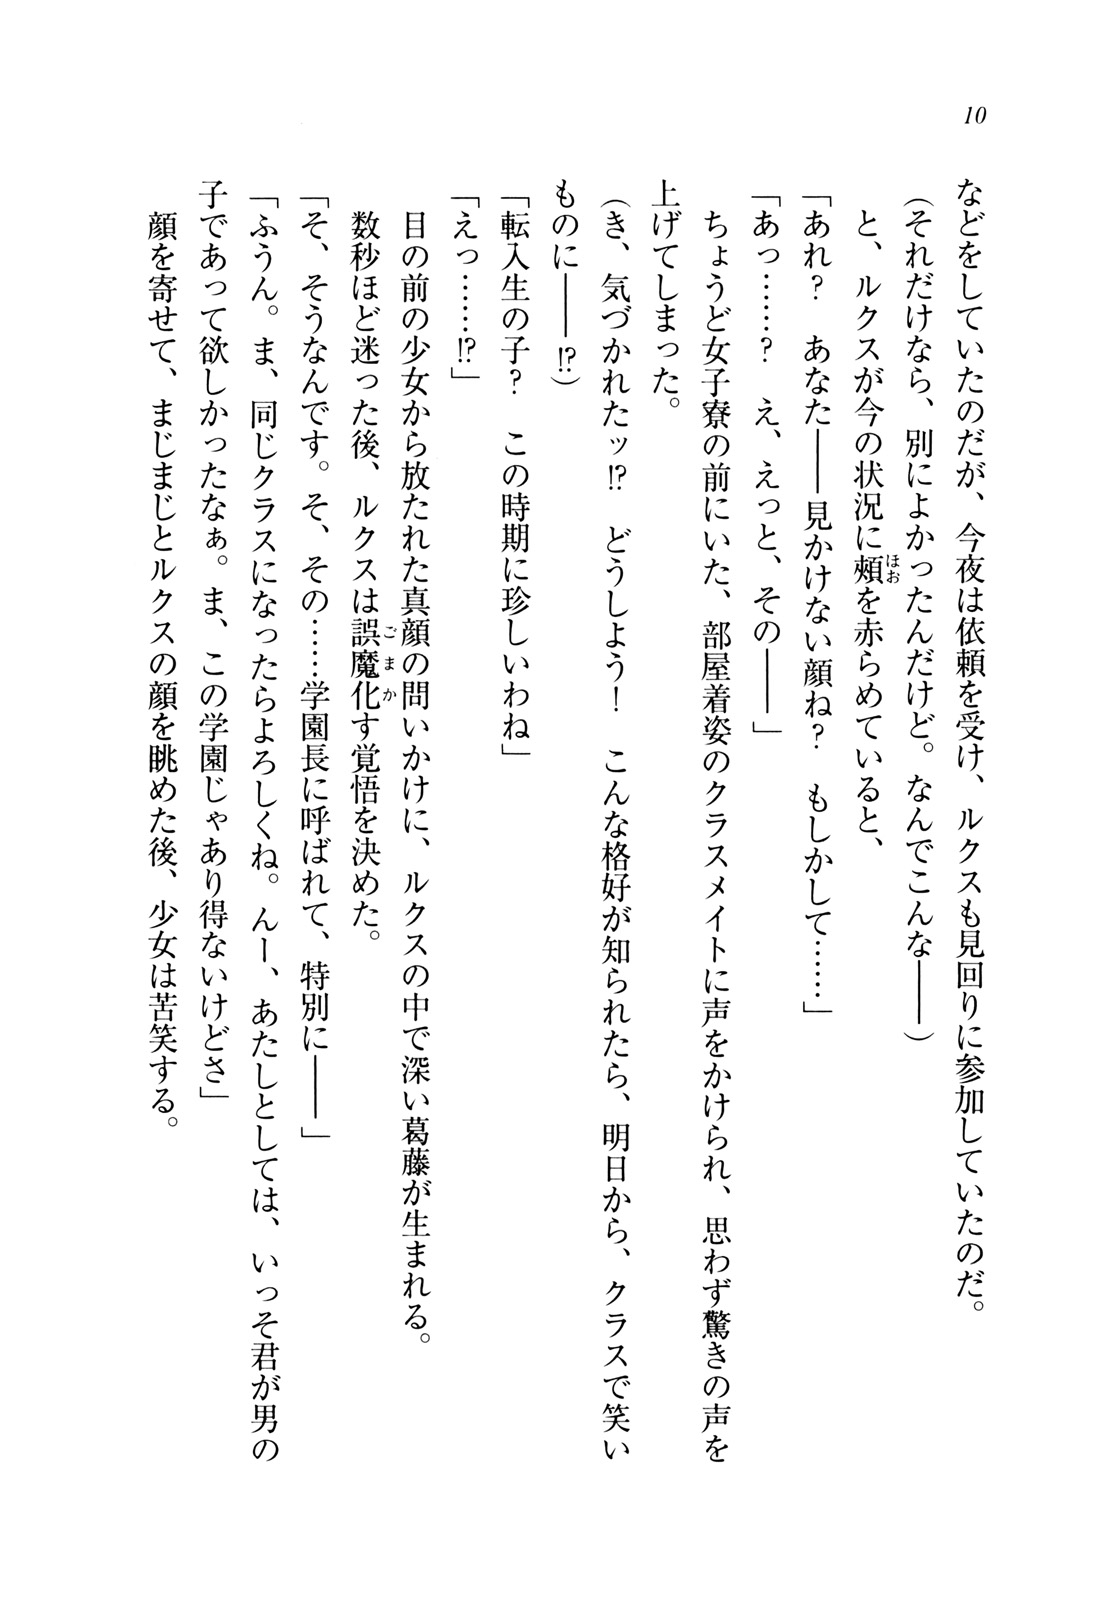 10
などをしていたのだが、今夜は依頼を受け、ルクスも見回りに参加していたのだ。
（それだけなら、別によかったんだけど。なんでこんな――）
と、ルクスが今の状況に頰を赤らめていると、
ほお
「あれ？　あなた――見かけない顔ね？　もしかして……」
「あっ……？　え、えっと、その――」
ちょうど女子寮の前にいた、部屋着姿のクラスメイトに声をかけられ、思わず驚きの声を
上げてしまった。
（き、気づかれたッ⁉　どうしよう！　こんな格好が知られたら、明日から、クラスで笑い
ものに――⁉）
「転入生の子？　この時期に珍しいわね」
「えっ……⁉」
目の前の少女から放たれた真顔の問いかけに、ルクスの中で深い葛藤が生まれる。
数秒ほど迷った後、ルクスは誤魔化す覚悟を決めた。
ごまか
「そ、そうなんです。そ、その……学園長に呼ばれて、特別に――」
「ふうん。ま、同じクラスになったらよろしくね。んー、あたしとしては、いっそ君が男の
子であって欲しかったなぁ。ま、この学園じゃあり得ないけどさ」
顔を寄せて、まじまじとルクスの顔を眺めた後、少女は苦笑する。